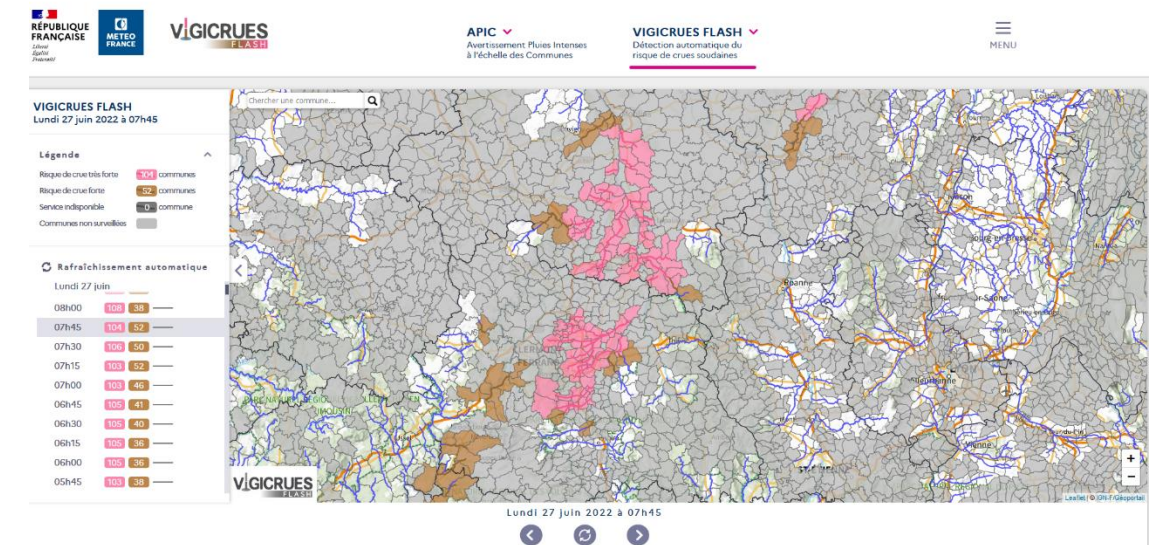 RÉPUBLIQUE
FRANÇAISE
Liberté
Égalité
Fraternité
METEO
FRANCE
VIGICRUES
FLASH
APIC
Avertissement Pluies Intenses
à l'échelle des Communes
VIGICRUES FLASH
Détection automatique du
risque de crues soudaines
MENU
VIGICRUES FLASH
Lundi 27 juin 2022 à 07h45
Légende
Risque de crue très forte 104 communes
Risque de crue forte 52 communes
Service indisponible 0 commune
Communes non surveillées
Rafraîchissement automatique
Lundi 27 juin
08h00 108 38
07h45 104 52
07h30 106 50
07h15 103 52
07h00 103 46
06h45 105 41
06h30 105 40
06h15 105 36
06h00 105 36
05h45 103 38
Chercher une commune...
Roanne
Bourg-en-Bresse
Vienne
VIGICRUES
FLASH
+
−
Leaflet | © IGN-F/Géoportail
Lundi 27 juin 2022 à 07h45